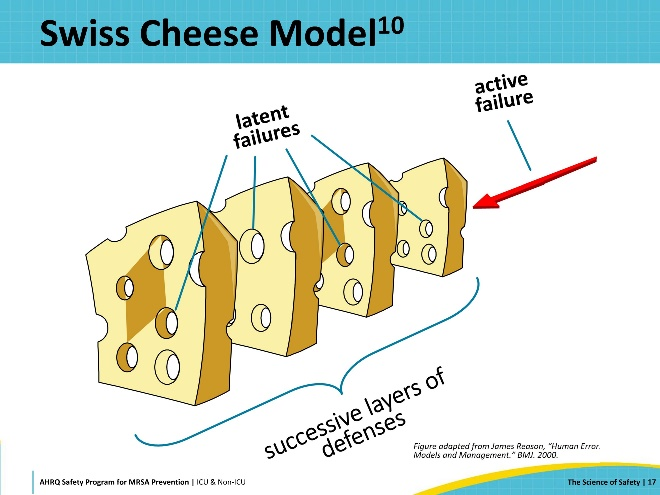 Swiss Cheese Model10
active
failure
latent
failures
successive layers of
defenses
Figure adapted from James Reason, “Human Error.
Models and Management.” BMJ. 2000.
AHRQ Safety Program for MRSA Prevention | ICU & Non-ICU
The Science of Safety | 17